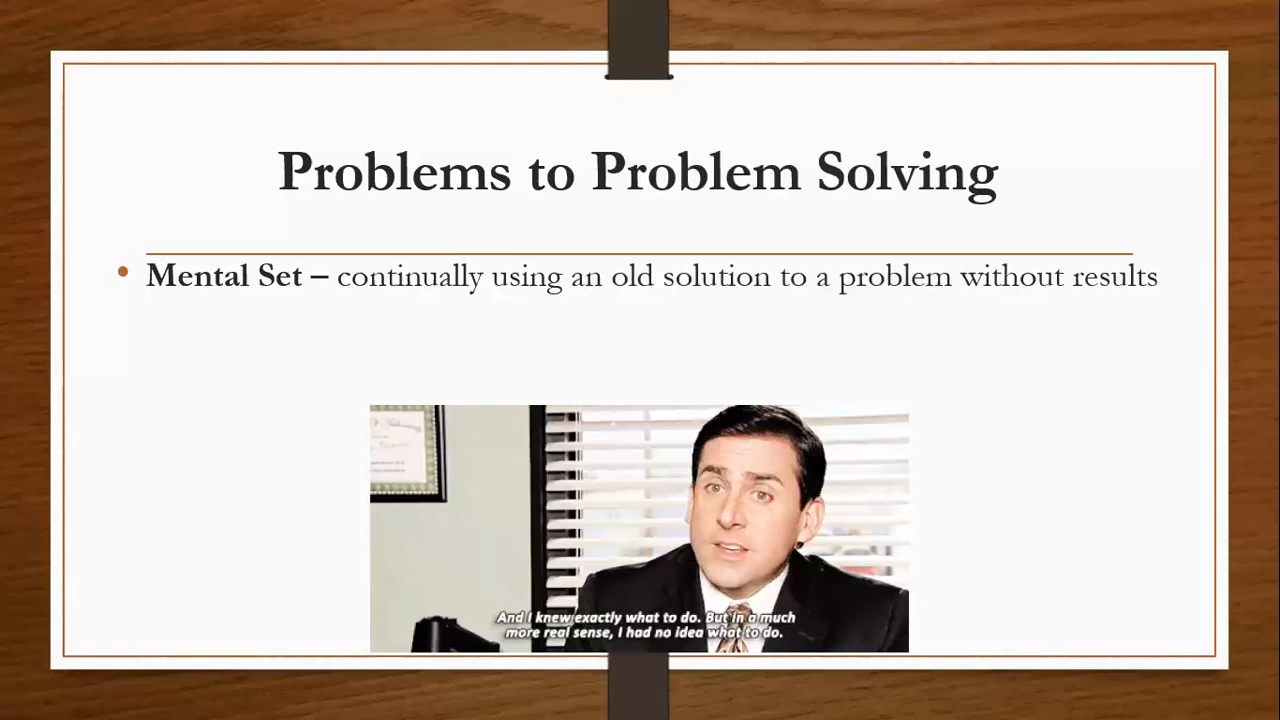 Problems to Problem Solving
• Mental Set – continually using an old solution to a problem without results
And I knew exactly what to do. But in a much
more real sense, I had no idea what to do.